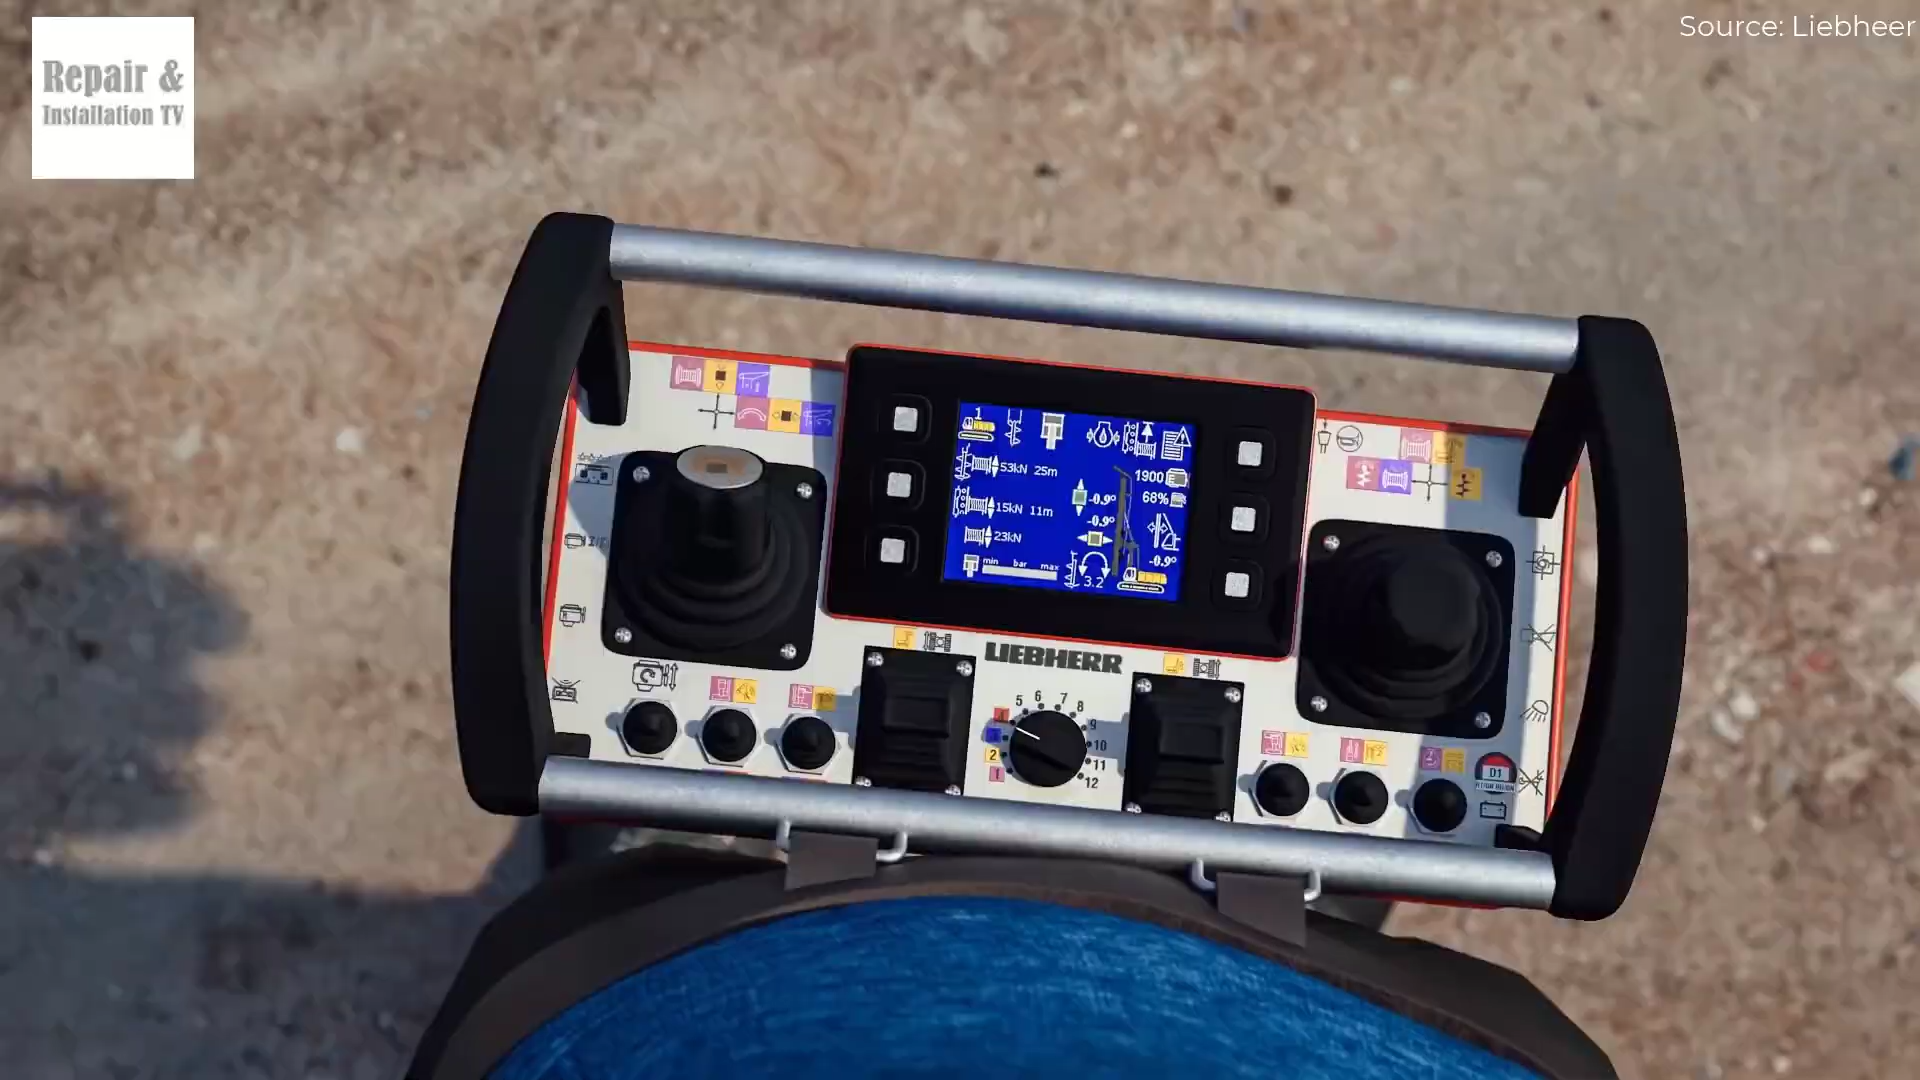 Repair &
Installation TV
Source: Liebheer
1
53kN 25m
15kN 11m
23kN
min bar max
-0.9°
-0.9°
3.2
1900
68%
-0.9°
LIEBHERR
1 2 4 5 6 7 8 9 10 11 12
D1